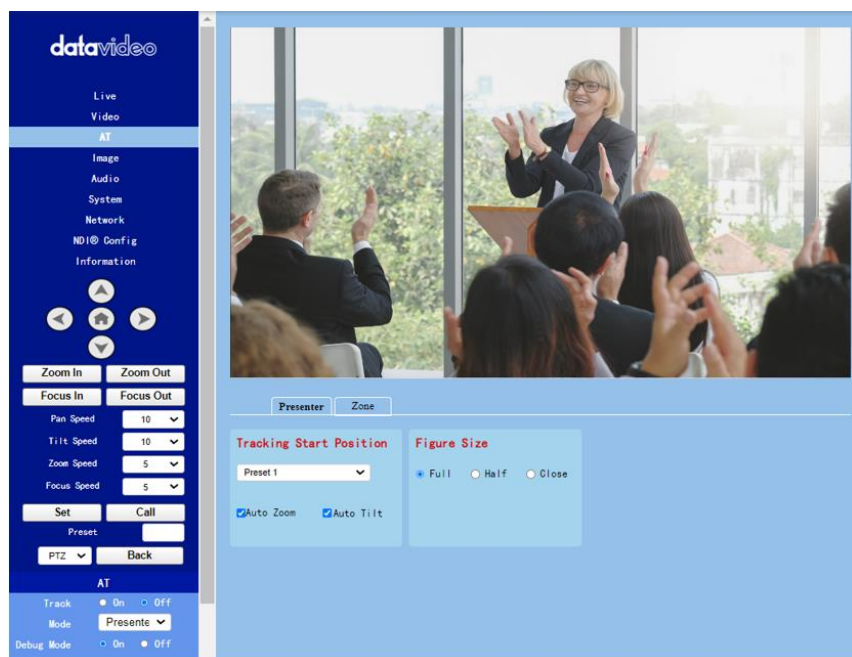 datavideo
Live
Video
AT
Image
Audio
System
Network
NDI® Config
Information
Zoom In Zoom Out
Focus In Focus Out
Pan Speed 10
Tilt Speed 10
Zoom Speed 5
Focus Speed 5
Set Call
Preset
PTZ Back
AT
Track On Off
Mode Presente
Debug Mode On Off
Presenter Zone
Tracking Start Position
Preset 1
Auto Zoom Auto Tilt
Figure Size
Full Half Close